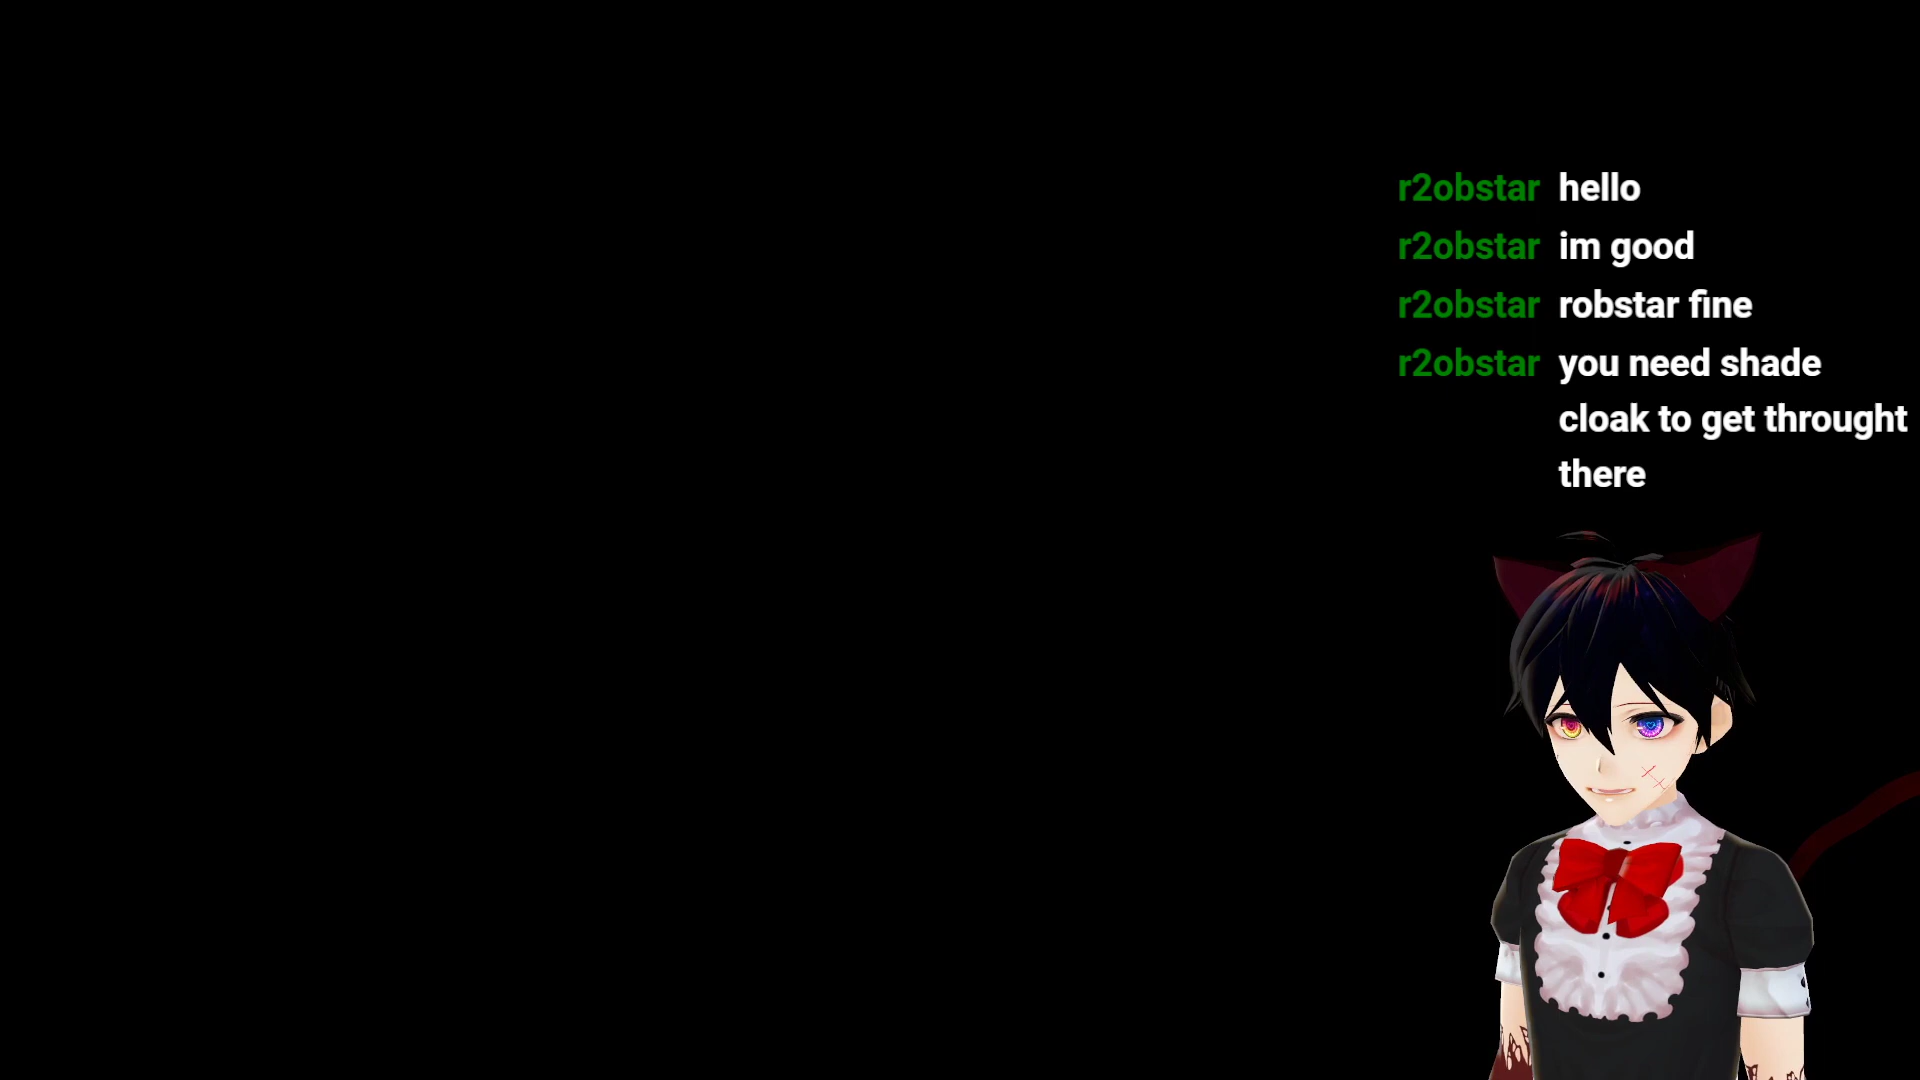 r2obstar hello
r2obstar im good
r2obstar robstar fine
r2obstar you need shade
cloak to get throught
there